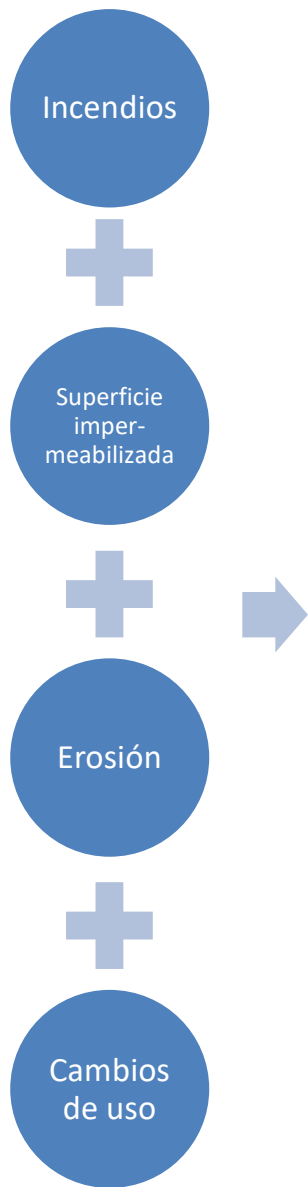 Incendios
Superficie
imper-
meabilizada
Erosión
Cambios
de uso